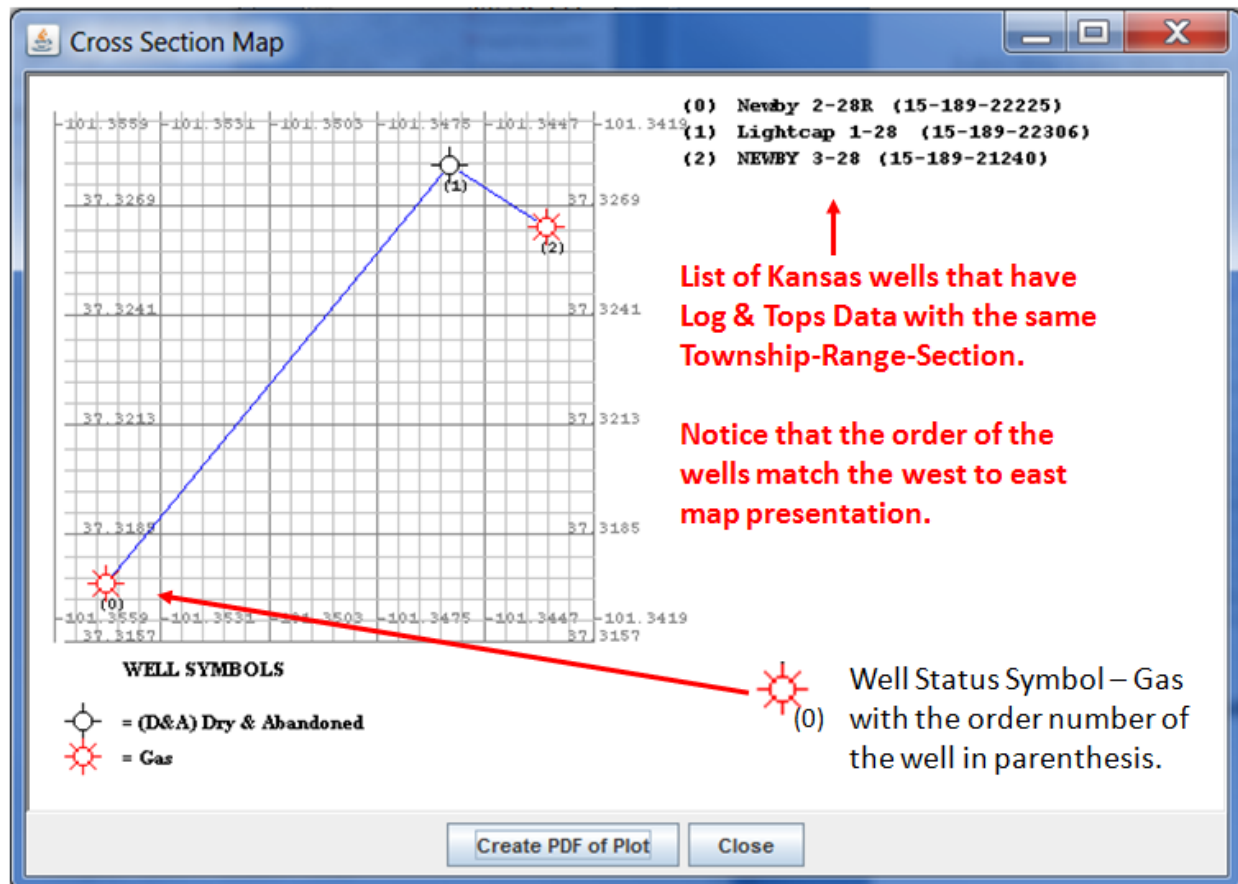 Cross Section Map
-101.3559 -101.3531 -101.3503 -101.3475 -101.3447 -101.3419
(0) Newby 2-28R (15-189-22225)
(1) Lightcap 1-28 (15-189-22306)
(2) NEWBY 3-28 (15-189-21240)
(1)
37.3269 37.3269
(2)
List of Kansas wells that have
Log & Tops Data with the same
Township-Range-Section.
37.3241 37.3241
37.3213 37.3213
Notice that the order of the
wells match the west to east
map presentation.
37.3185 37.3185
(0)
-101.3559 -101.3531 -101.3503 -101.3475 -101.3447 -101.3419
37.3157 37.3157
WELL SYMBOLS
= (D&A) Dry & Abandoned
= Gas
(0)
Well Status Symbol – Gas
with the order number of
the well in parenthesis.
Create PDF of Plot Close